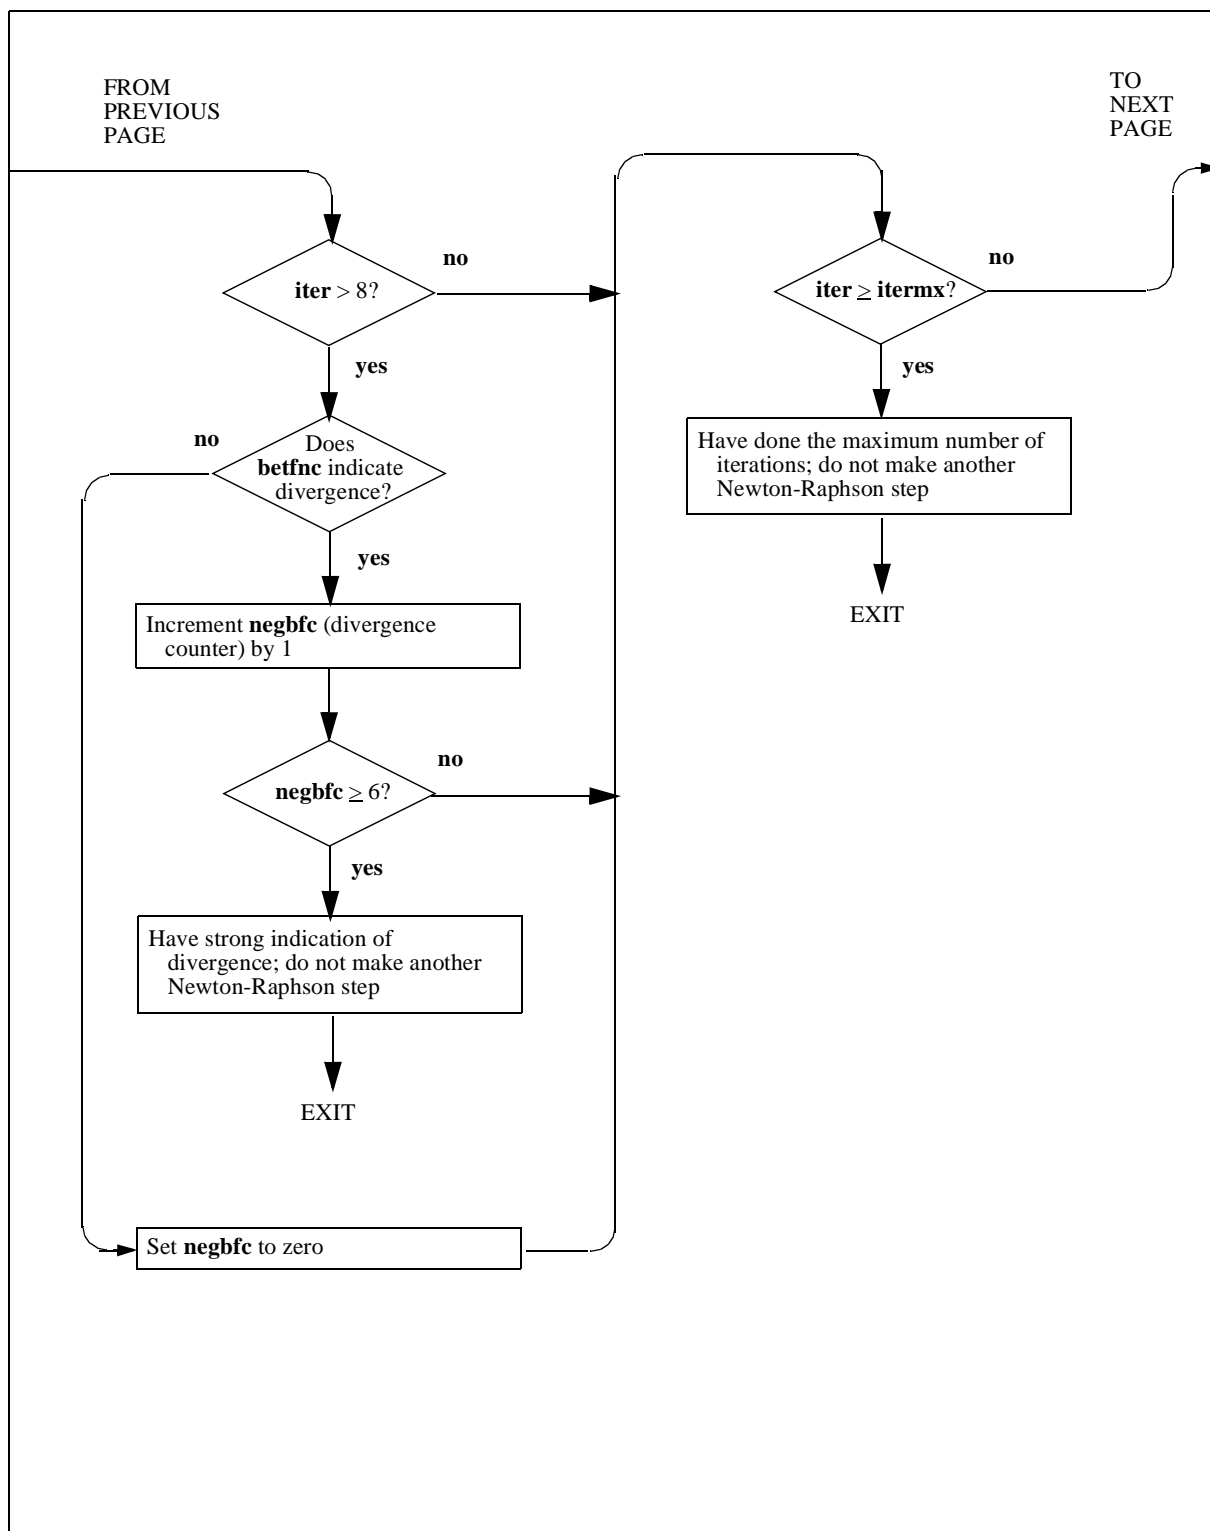 FROM
PREVIOUS
PAGE
iter > 8?
no
yes
Does
betfnc indicate
divergence?
no
yes
Increment negbfc (divergence
counter) by 1
negbfc ≥ 6?
no
yes
Have strong indication of
divergence; do not make another
Newton-Raphson step
EXIT
Set negbfc to zero
iter ≥ itermx?
no
yes
Have done the maximum number of
iterations; do not make another
Newton-Raphson step
EXIT
TO
NEXT
PAGE